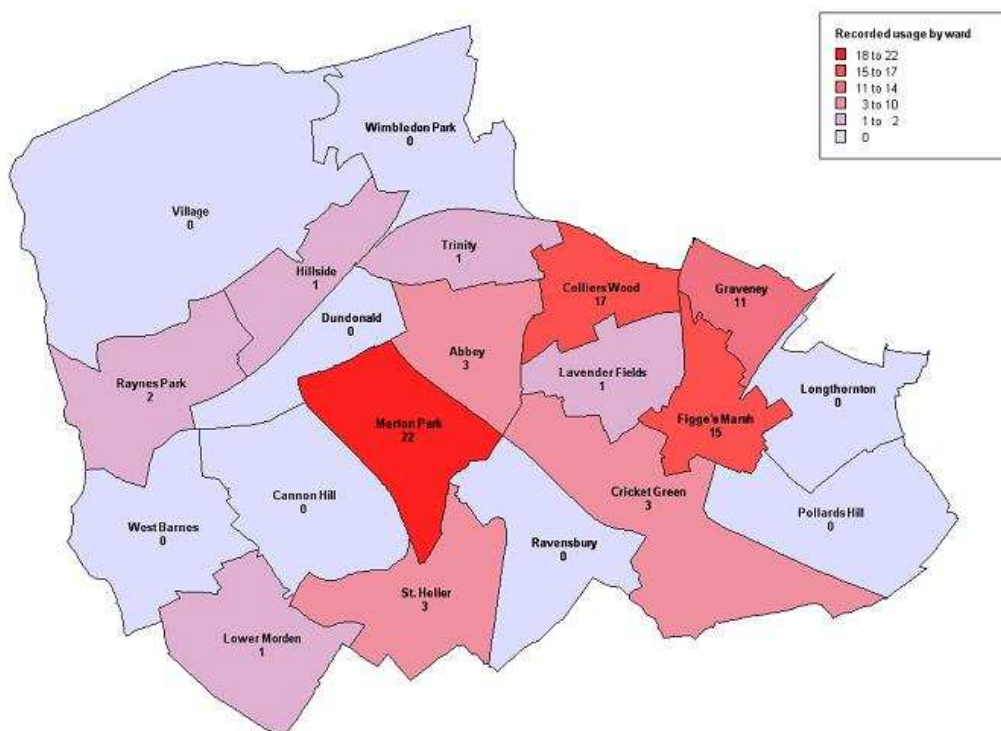 Recorded usage by ward
18 to 22
15 to 17
11 to 14
3 to 10
1 to 2
0
Wimbledon Park
0
Village
0
Trinity
1
Hillside
1
Colliers Wood
17
Graveney
11
Dundonald
0
Abbey
3
Lavender Fields
1
Raynes Park
2
Longthornton
0
Merton Park
22
Figge's Marsh
15
Cannon Hill
0
Cricket Green
3
Pollards Hill
0
West Barnes
0
Ravensbury
0
St. Helier
3
Lower Morden
1